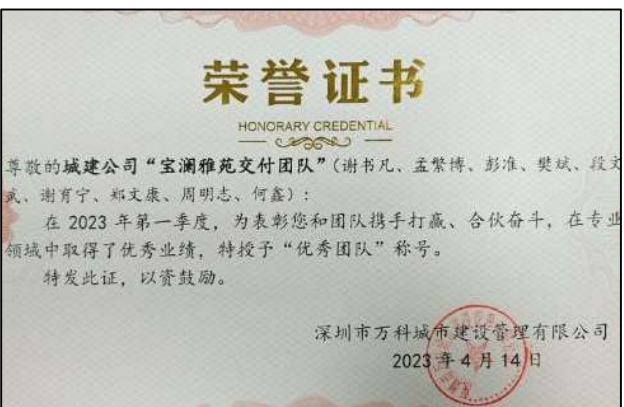 荣誉证书
HONORARY CREDENTIAL
尊敬的城建公司“宝澜雅苑交付团队”（谢书凡、孟繁博、彭准、樊斌、段文
武、谢育宁、郑文康、周明志、何鑫）：
在 2023 年第一季度，为表彰您和团队携手打赢、合伙奋斗，在专业
领域中取得了优秀业绩，特授予“优秀团队”称号。
特发此证，以资鼓励。
深圳市万科城市建设管理有限公司
2023 年 4 月 14 日